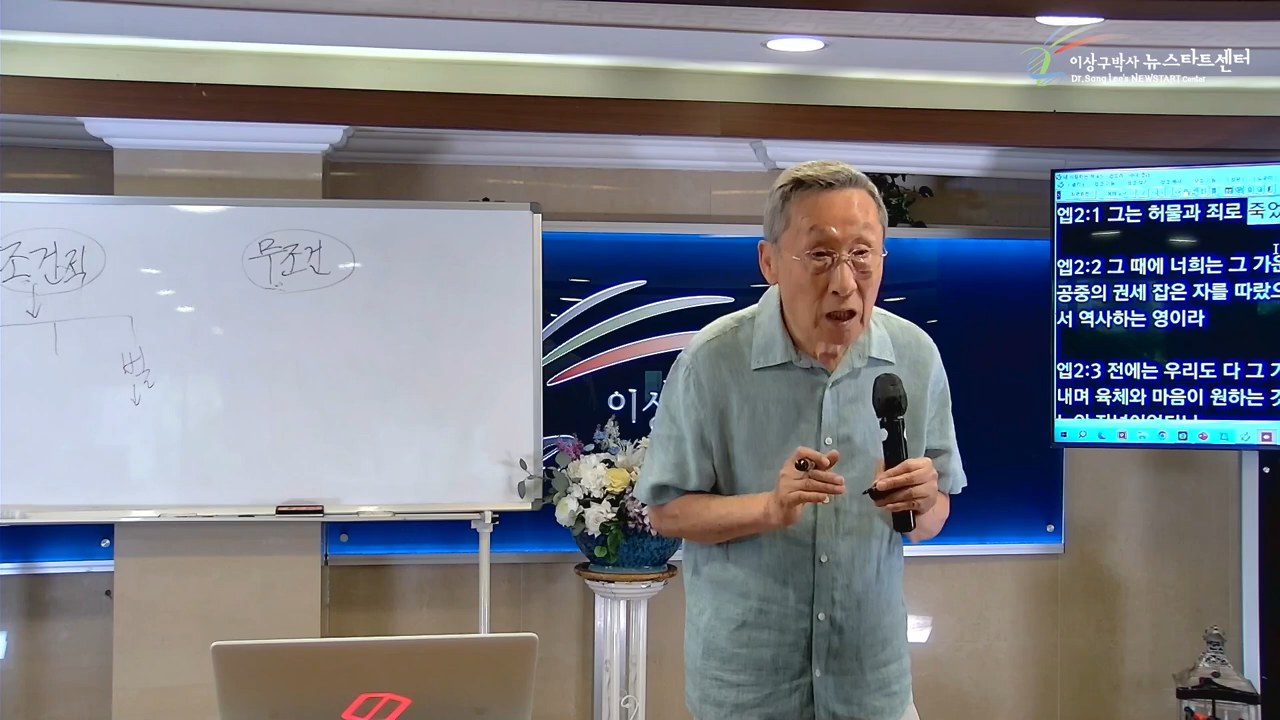 이상구박사 뉴스타트센터
Dr. Sang Lee's NEWSTART Center
조건적
무조건
벌
이상
엡2:1 그는 허물과 죄로 죽었
엡2:2 그 때에 너희는 그 가운
공중의 권세 잡은 자를 따랐으
서 역사하는 영이라
엡2:3 전에는 우리도 다 그 가
내며 육체와 마음이 원하는 것